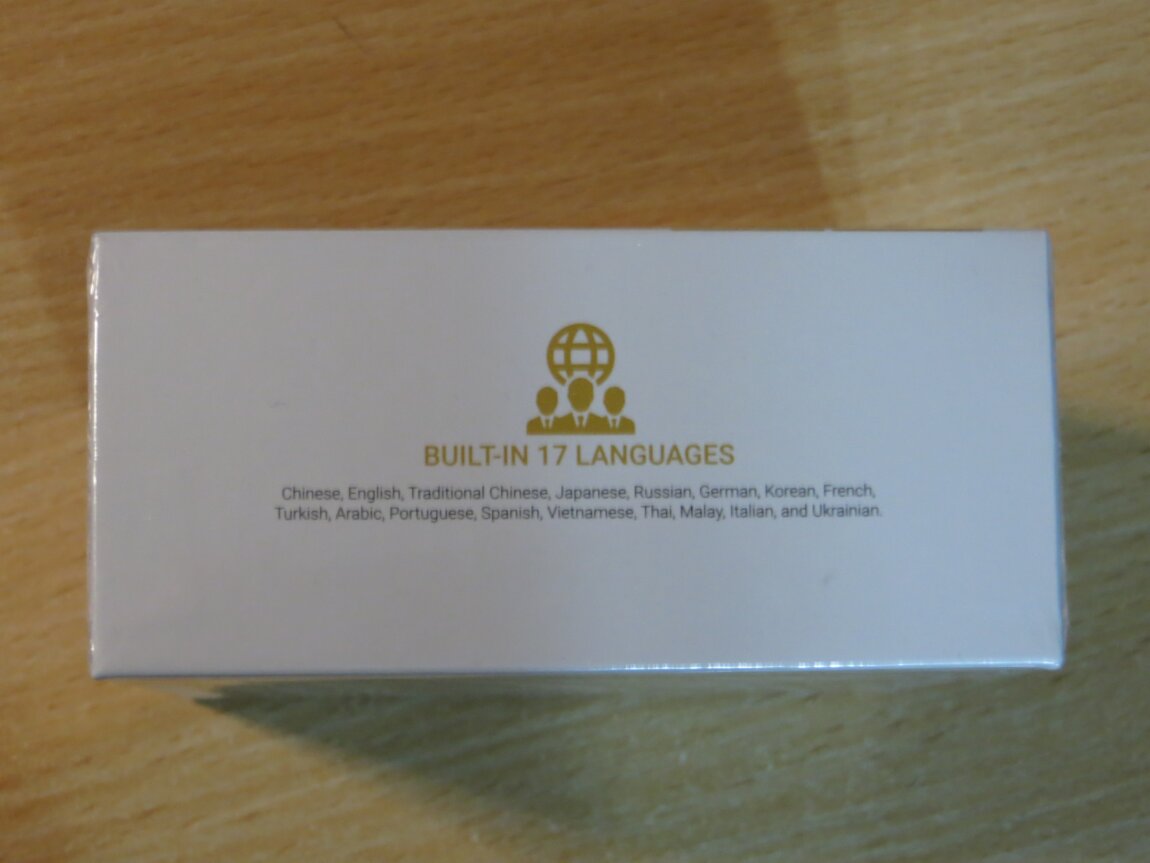 BUILT-IN 17 LANGUAGES
Chinese, English, Traditional Chinese, Japanese, Russian, German, Korean, French,
Turkish, Arabic, Portuguese, Spanish, Vietnamese, Thai, Malay, Italian, and Ukrainian.